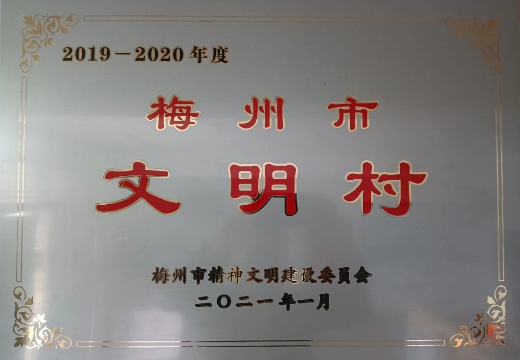 2019－2020年度
梅州市
文明村
梅州市精神文明建设委员会
二〇二一年一月